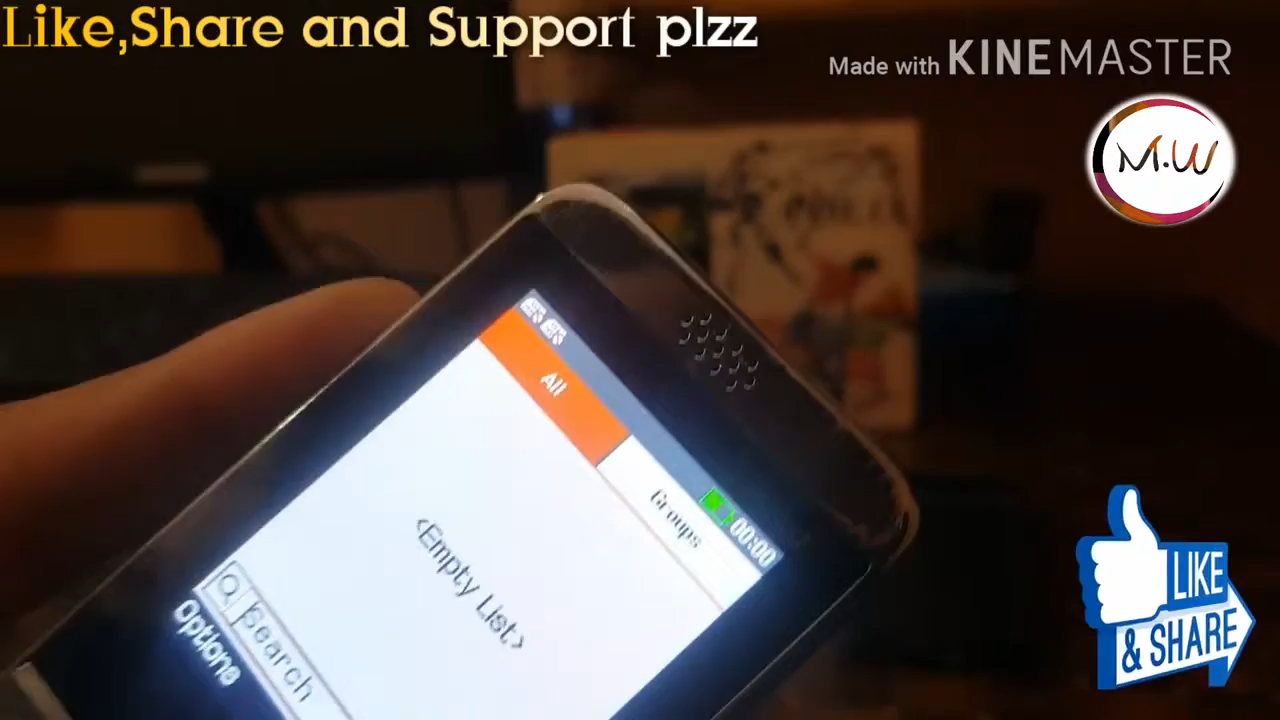 Like,Share and Support plzz
Made with KINEMASTER
M.W
00:00
All
Groups
<Empty List>
Search
Options
LIKE
& SHARE